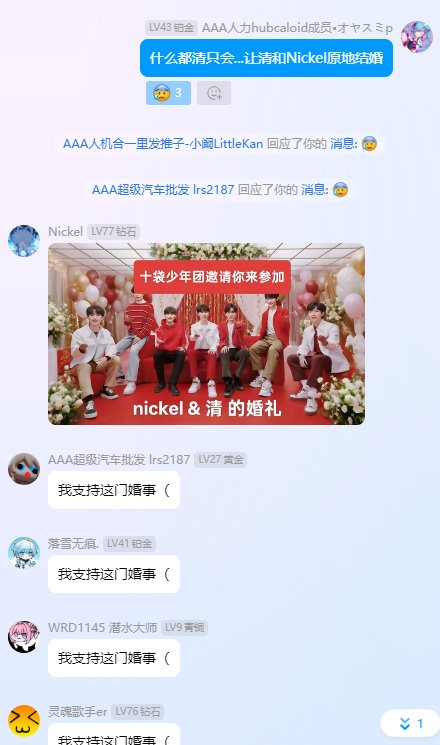 LV43 铂金 AAA人力hubcaloid成员•オヤスミp
什么都清只会...让清和Nickel原地结婚
3
AAA人机合一里发推子-小阚LittleKan 回应了你的 消息:
AAA超级汽车批发 lrs2187 回应了你的 消息:
Nickel LV77 钻石
十袋少年团邀请你来参加
nickel & 清 的婚礼
AAA超级汽车批发 lrs2187 LV27 黄金
我支持这门婚事（
落雪无痕. LV41 铂金
我支持这门婚事（
WRD1145 潜水大师 LV9 青铜
我支持这门婚事（
灵魂歌手er LV76 钻石
我支持这门婚事（
1